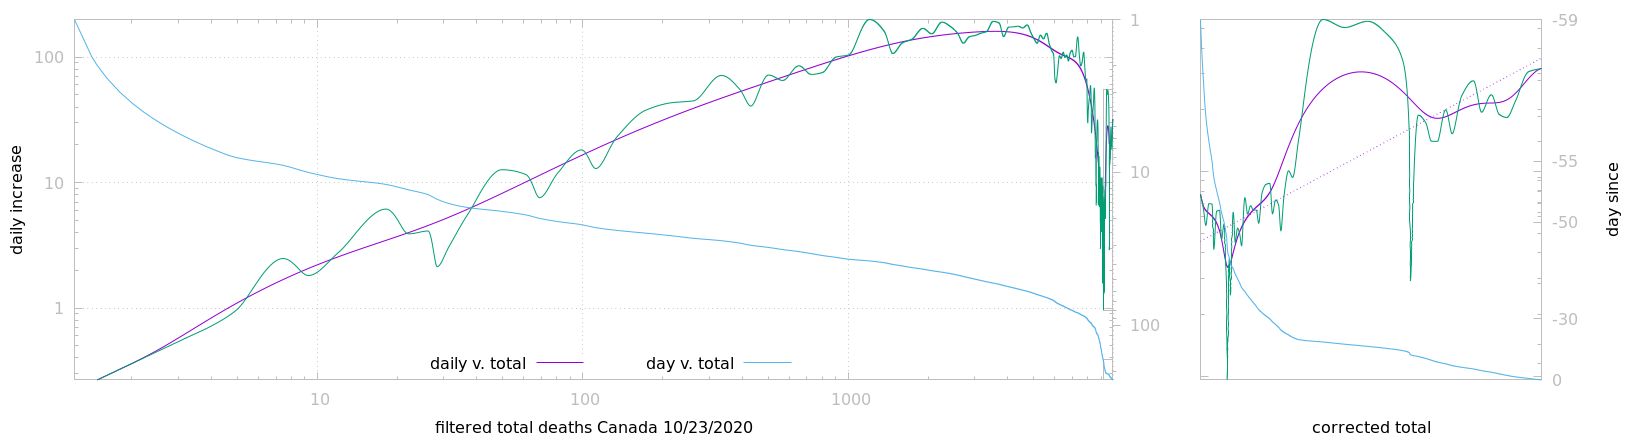 daily increase
100
10
1
1
10
100
daily v. total
day v. total
10
100
1000
filtered total deaths Canada 10/23/2020
-59
-55
-50
-30
0
day since
corrected total